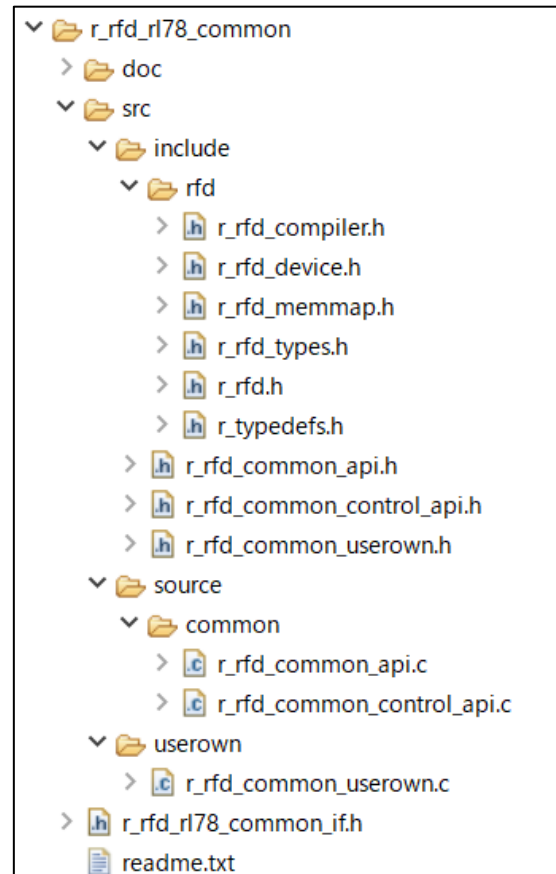 r_rfd_rl78_common
doc
src
include
rfd
r_rfd_compiler.h
r_rfd_device.h
r_rfd_memmap.h
r_rfd_types.h
r_rfd.h
r_typedefs.h
r_rfd_common_api.h
r_rfd_common_control_api.h
r_rfd_common_userown.h
source
common
r_rfd_common_api.c
r_rfd_common_control_api.c
userown
r_rfd_common_userown.c
r_rfd_rl78_common_if.h
readme.txt